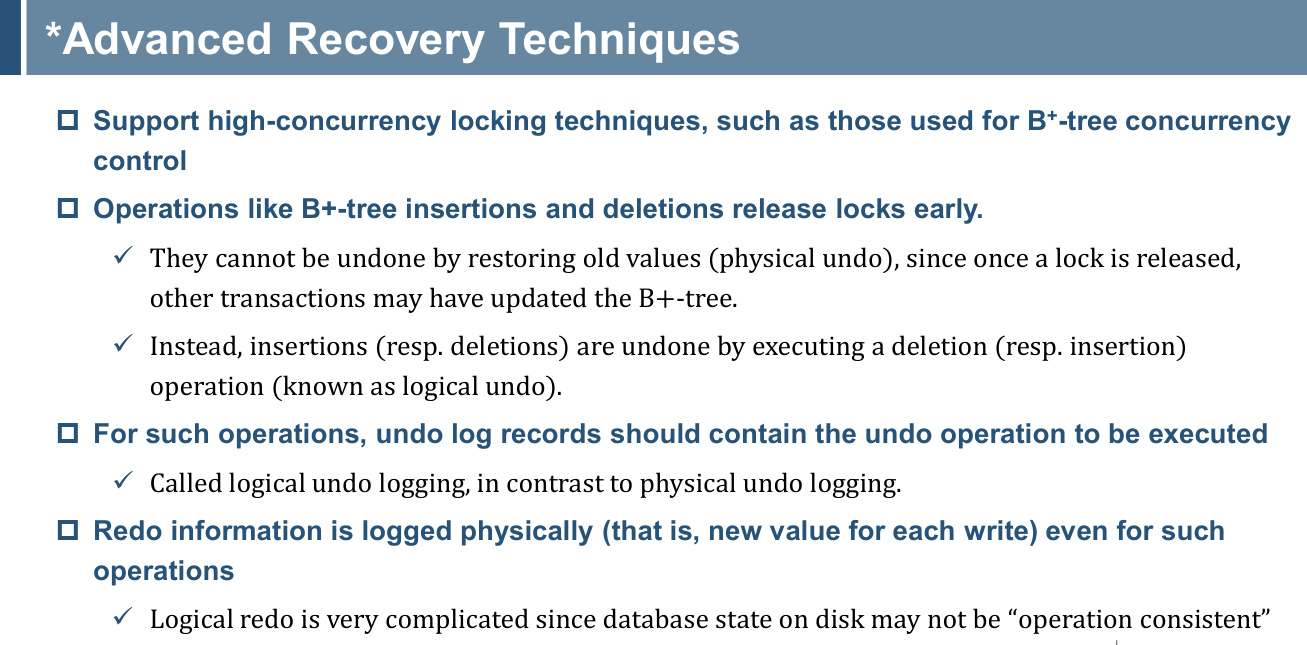 *Advanced Recovery Techniques
Support high-concurrency locking techniques, such as those used for B⁺-tree concurrency
control
Operations like B+-tree insertions and deletions release locks early.
They cannot be undone by restoring old values (physical undo), since once a lock is released,
other transactions may have updated the B+-tree.
Instead, insertions (resp. deletions) are undone by executing a deletion (resp. insertion)
operation (known as logical undo).
For such operations, undo log records should contain the undo operation to be executed
Called logical undo logging, in contrast to physical undo logging.
Redo information is logged physically (that is, new value for each write) even for such
operations
Logical redo is very complicated since database state on disk may not be “operation consistent”